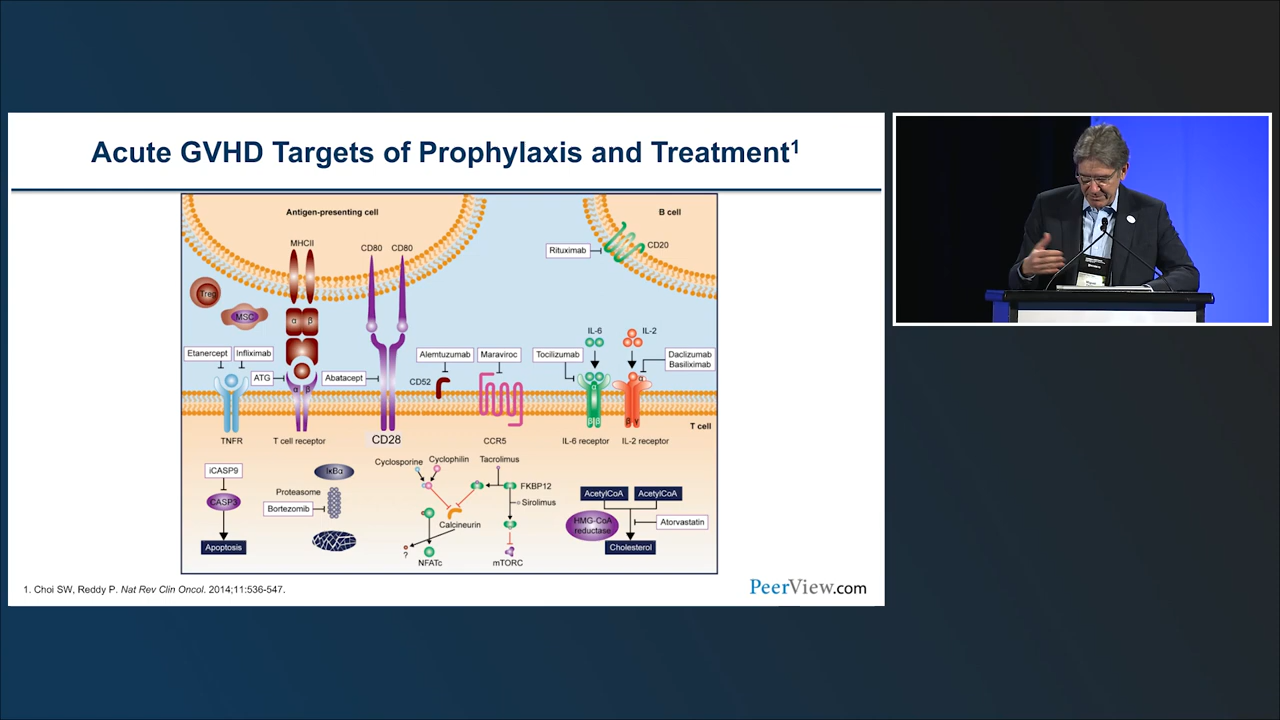 Acute GVHD Targets of Prophylaxis and Treatment1
Antigen-presenting cell
B cell
MHCII
CD80
CD80
CD20
Rituximab
Treg
MSC
α
β
IL-6
IL-2
Etanercept
Infliximab
ATG
α
β
Abatacept
Alemtuzumab
CD52
Maraviroc
Tocilizumab
Daclizumab
Basiliximab
α
α
β β
β γ
T cell
TNFR
T cell receptor
CD28
CCR5
IL-6 receptor
IL-2 receptor
iCASP9
CASP3
Apoptosis
IκBα
Proteasome
Bortezomib
Cyclosporine
Cyclophilin
Tacrolimus
FKBP12
Sirolimus
Calcineurin
?
NFATc
mTORC
AcetylCoA
AcetylCoA
HMG-CoA
reductase
Atorvastatin
Cholesterol
1. Choi SW, Reddy P. Nat Rev Clin Oncol. 2014;11:536-547.
PeerView.com